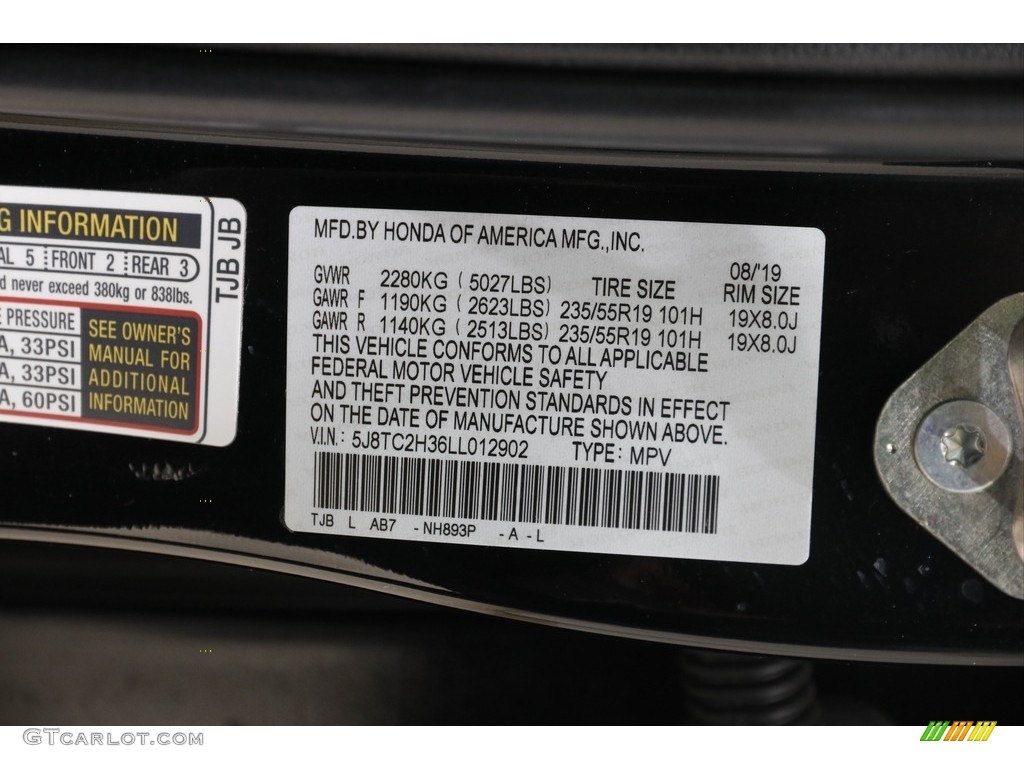 G INFORMATION
AL 5 FRONT 2 REAR 3
d never exceed 380kg or 838lbs.
E PRESSURE
A, 33PSI
A, 33PSI
A, 60PSI
SEE OWNER'S
MANUAL FOR
ADDITIONAL
INFORMATION
TJB JB
MFD.BY HONDA OF AMERICA MFG.,INC.
08/'19
GVWR 2280KG (5027LBS) TIRE SIZE RIM SIZE
GAWR F 1190KG (2623LBS) 235/55R19 101H 19X8.0J
GAWR R 1140KG (2513LBS) 235/55R19 101H 19X8.0J
THIS VEHICLE CONFORMS TO ALL APPLICABLE
FEDERAL MOTOR VEHICLE SAFETY
AND THEFT PREVENTION STANDARDS IN EFFECT
ON THE DATE OF MANUFACTURE SHOWN ABOVE.
V.I.N.: 5J8TC2H36LL012902 TYPE: MPV
TJB L AB7 -NH893P -A-L
GTCARLOT.COM